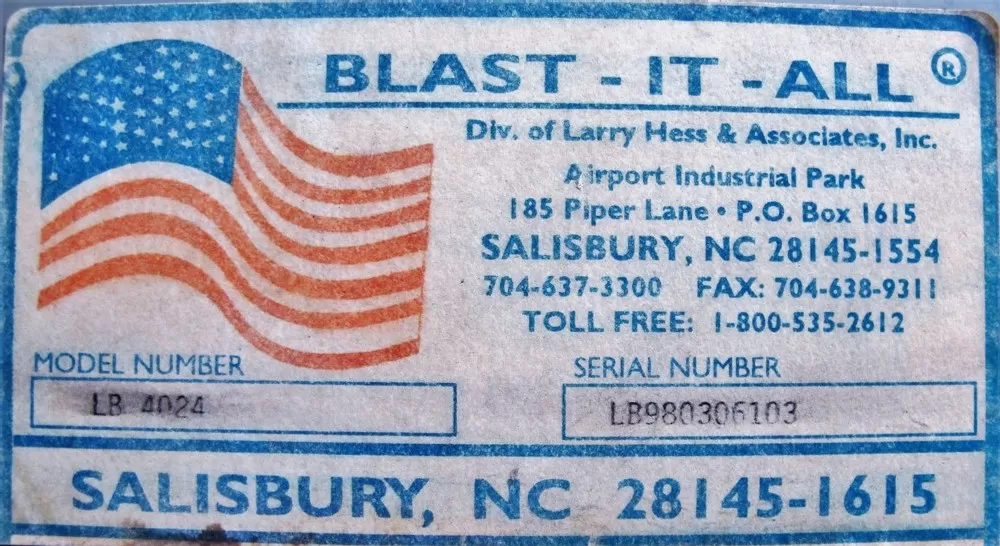 BLAST - IT - ALL ®
Div. of Larry Hess & Associates, Inc.
Airport Industrial Park
185 Piper Lane • P.O. Box 1615
SALISBURY, NC 28145-1554
704-637-3300 FAX: 704-638-9311
TOLL FREE: 1-800-535-2612
MODEL NUMBER SERIAL NUMBER
LB 4024 LB980306103
SALISBURY, NC 28145-1615